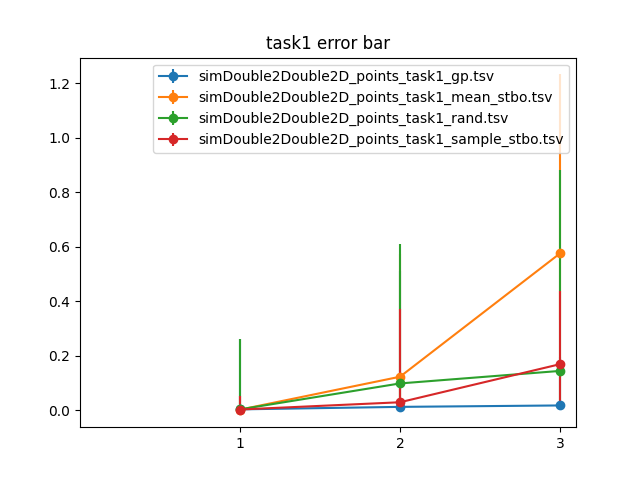 task1 error bar
simDouble2Double2D_points_task1_gp.tsv
simDouble2Double2D_points_task1_mean_stbo.tsv
simDouble2Double2D_points_task1_rand.tsv
simDouble2Double2D_points_task1_sample_stbo.tsv
1.2
1.0
0.8
0.6
0.4
0.2
0.0
1
2
3